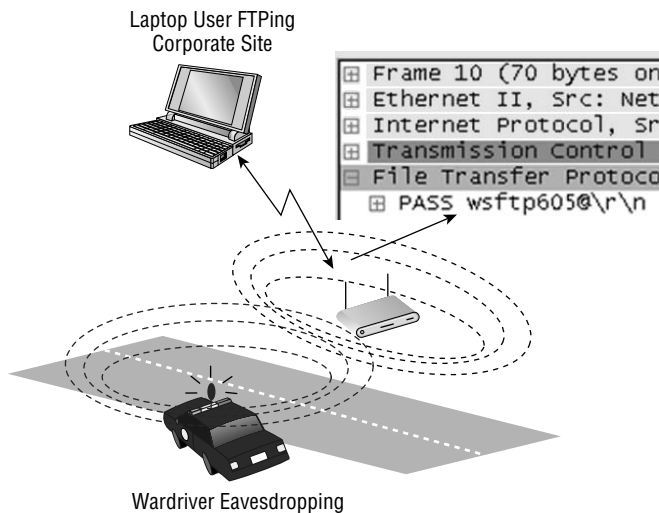 Laptop User FTPing
Corporate Site
Frame 10 (70 bytes on
Ethernet II, Src: Net
Internet Protocol, Sr
Transmission Control
File Transfer Protoco
PASS wsftp605@\r\n
Wardriver Eavesdropping